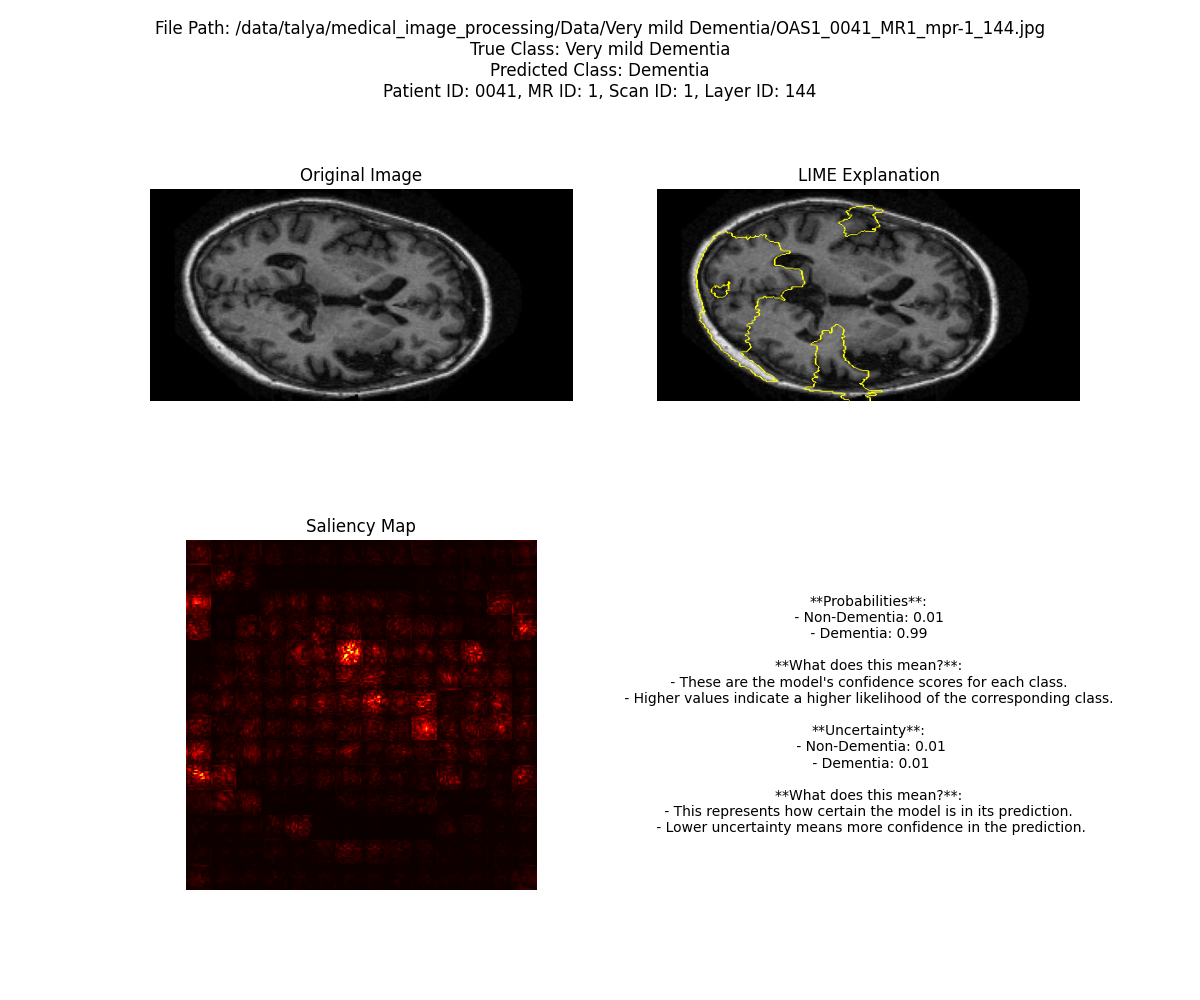 File Path: /data/talya/medical_image_processing/Data/Very mild Dementia/OAS1_0041_MR1_mpr-1_144.jpg
True Class: Very mild Dementia
Predicted Class: Dementia
Patient ID: 0041, MR ID: 1, Scan ID: 1, Layer ID: 144
Original Image
LIME Explanation
Saliency Map
**Probabilities**:
- Non-Dementia: 0.01
- Dementia: 0.99
**What does this mean?**:
- These are the model's confidence scores for each class.
- Higher values indicate a higher likelihood of the corresponding class.
**Uncertainty**:
- Non-Dementia: 0.01
- Dementia: 0.01
**What does this mean?**:
- This represents how certain the model is in its prediction.
- Lower uncertainty means more confidence in the prediction.